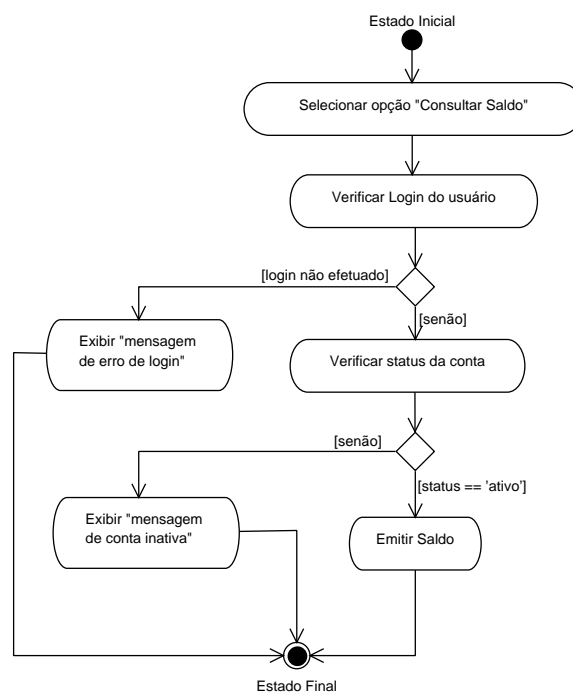 Estado Inicial
Selecionar opção "Consultar Saldo"
Verificar Login do usuário
[login não efetuado]
[senão]
Exibir "mensagem
de erro de login"
Verificar status da conta
[senão]
[status == 'ativo']
Exibir "mensagem
de conta inativa"
Emitir Saldo
Estado Final